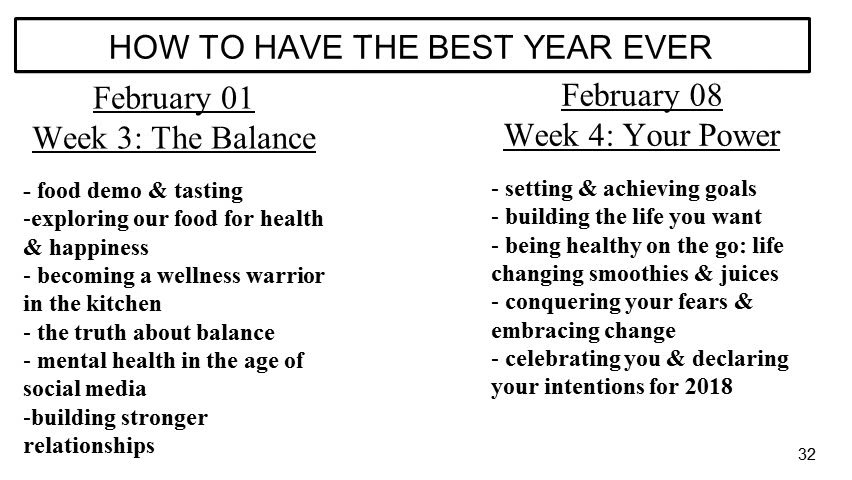 HOW TO HAVE THE BEST YEAR EVER
February 01
Week 3: The Balance
- food demo & tasting
-exploring our food for health
& happiness
- becoming a wellness warrior
in the kitchen
- the truth about balance
- mental health in the age of
social media
-building stronger
relationships
February 08
Week 4: Your Power
- setting & achieving goals
- building the life you want
- being healthy on the go: life
changing smoothies & juices
- conquering your fears &
embracing change
- celebrating you & declaring
your intentions for 2018
32